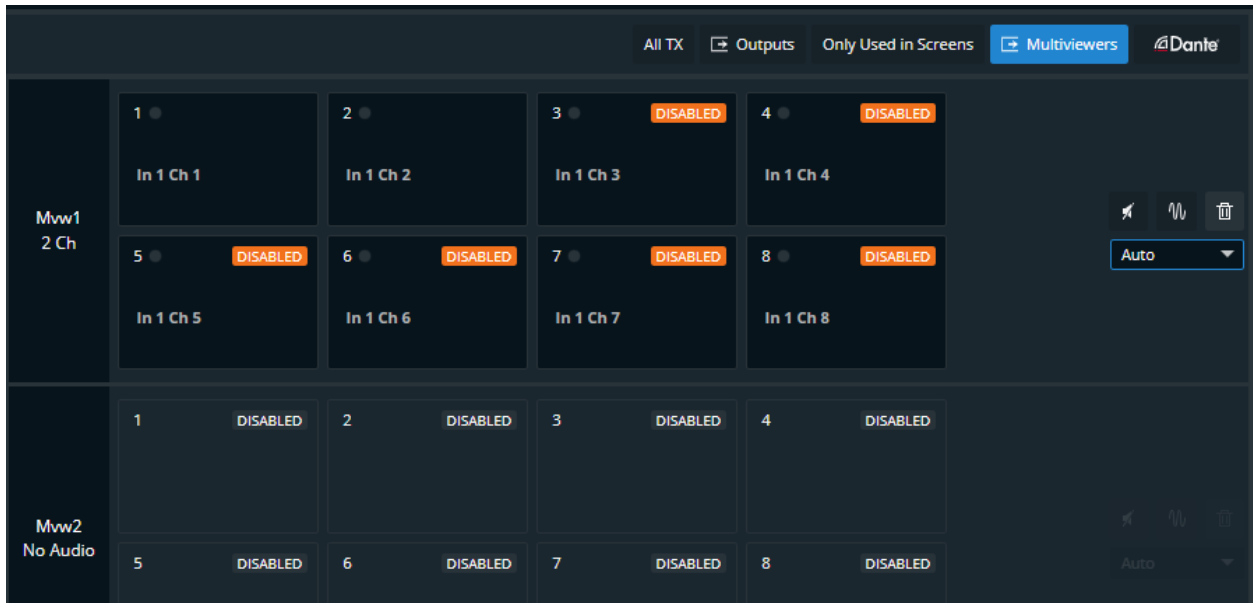 All TX Outputs Only Used in Screens Multiviewers Dante
1 2 3 DISABLED 4 DISABLED
In 1 Ch 1 In 1 Ch 2 In 1 Ch 3 In 1 Ch 4
Mvw1
2 Ch
Auto
5 DISABLED 6 DISABLED 7 DISABLED 8 DISABLED
In 1 Ch 5 In 1 Ch 6 In 1 Ch 7 In 1 Ch 8
1 DISABLED 2 DISABLED 3 DISABLED 4 DISABLED
Mvw2
No Audio
Auto
5 DISABLED 6 DISABLED 7 DISABLED 8 DISABLED